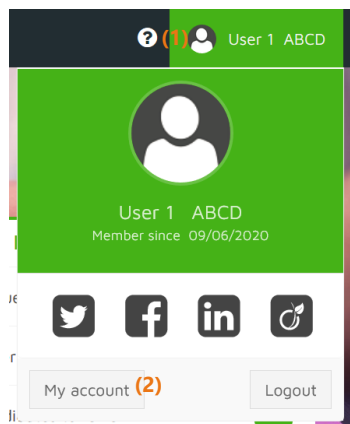 ? (1) User 1 ABCD
User 1 ABCD
Member since 09/06/2020
My account (2) Logout